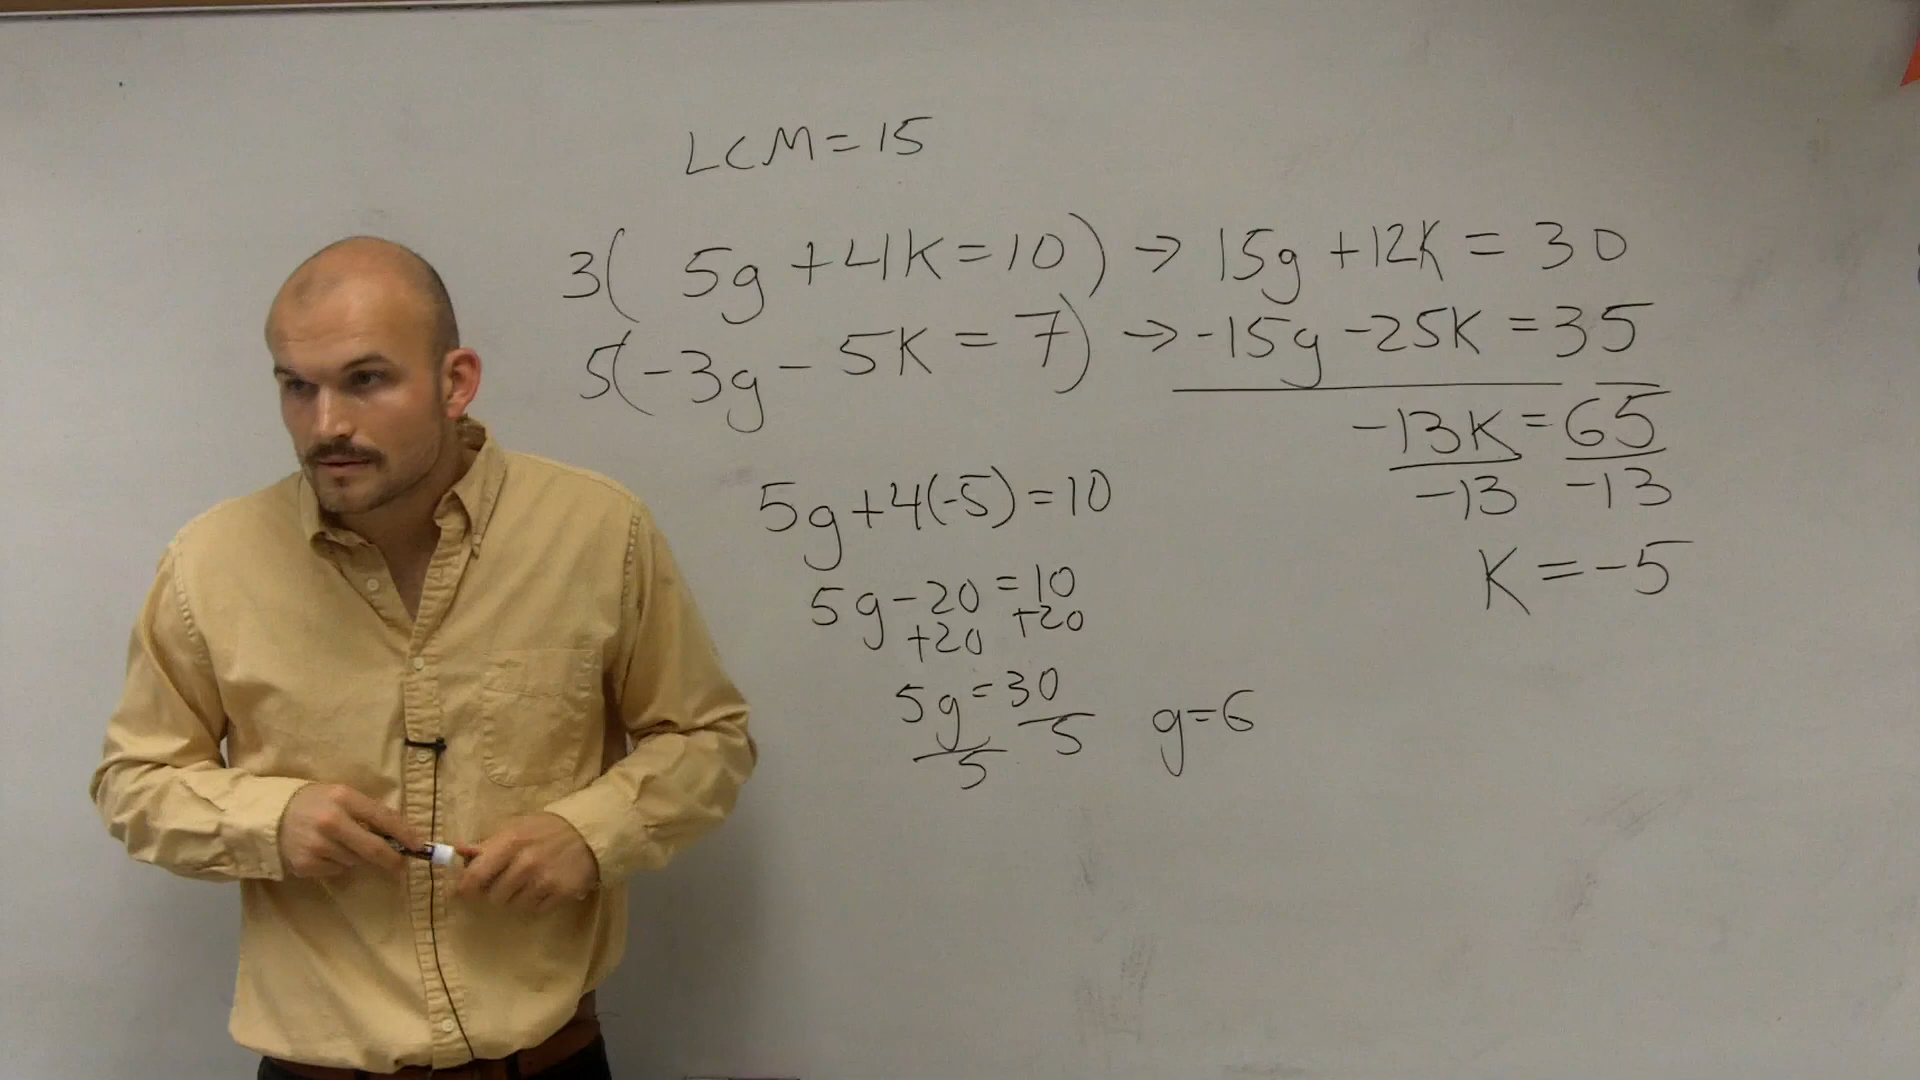 LCM=15
3( 5g +4K=10) → 15g +12K = 30
5(-3g - 5K = 7) → -15g -25K = 35
-13K = 65
-13 -13
K = -5
5g+4(-5)=10
5g-20 =10
+20 +20
5g=30
5 5
g=6